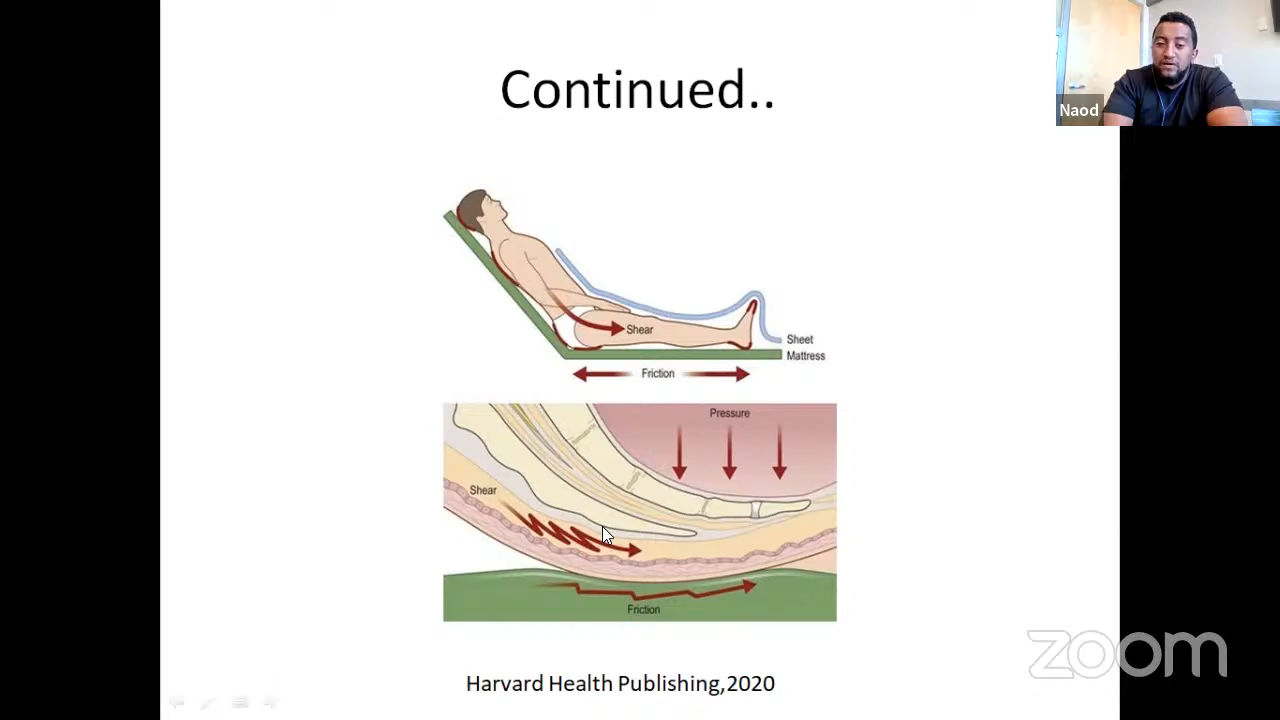 Continued..
Naod
Shear
Sheet
Mattress
Friction
Pressure
Shear
Friction
zoom
Harvard Health Publishing,2020